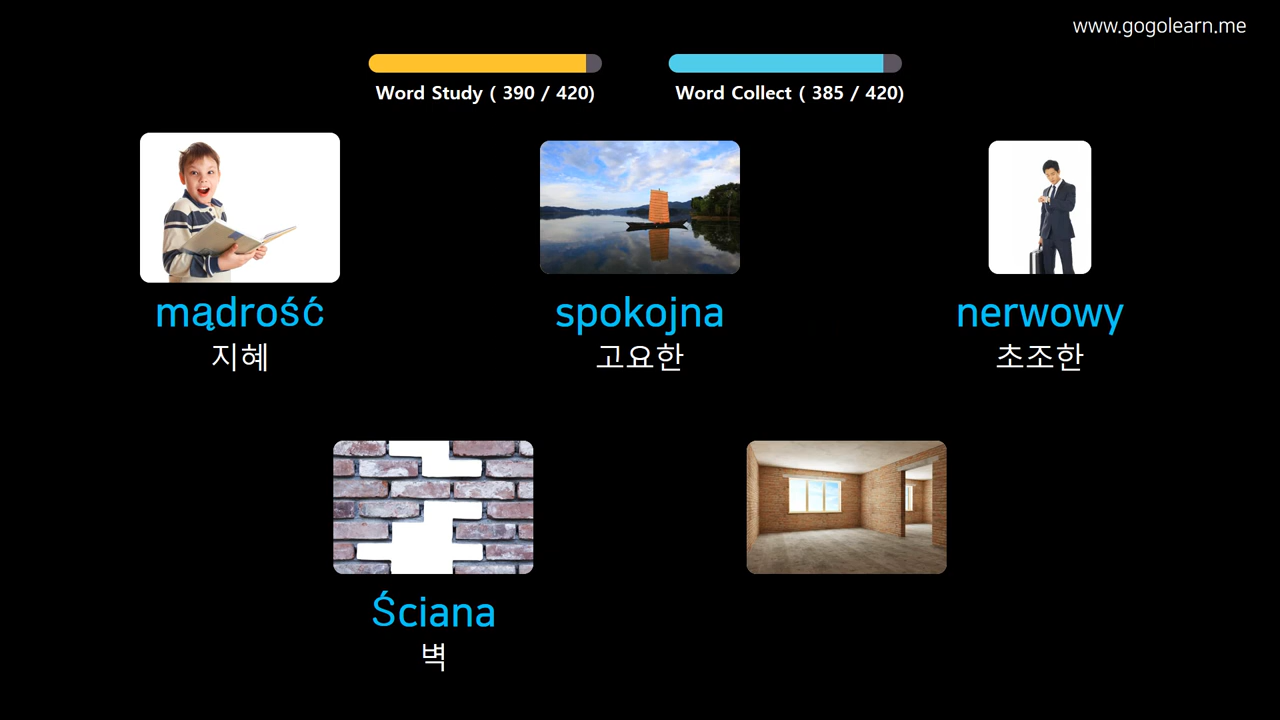 www.gogolearn.me
Word Study ( 390 / 420)
Word Collect ( 385 / 420)
mądrość
지혜
spokojna
고요한
nerwowy
초조한
Ściana
벽